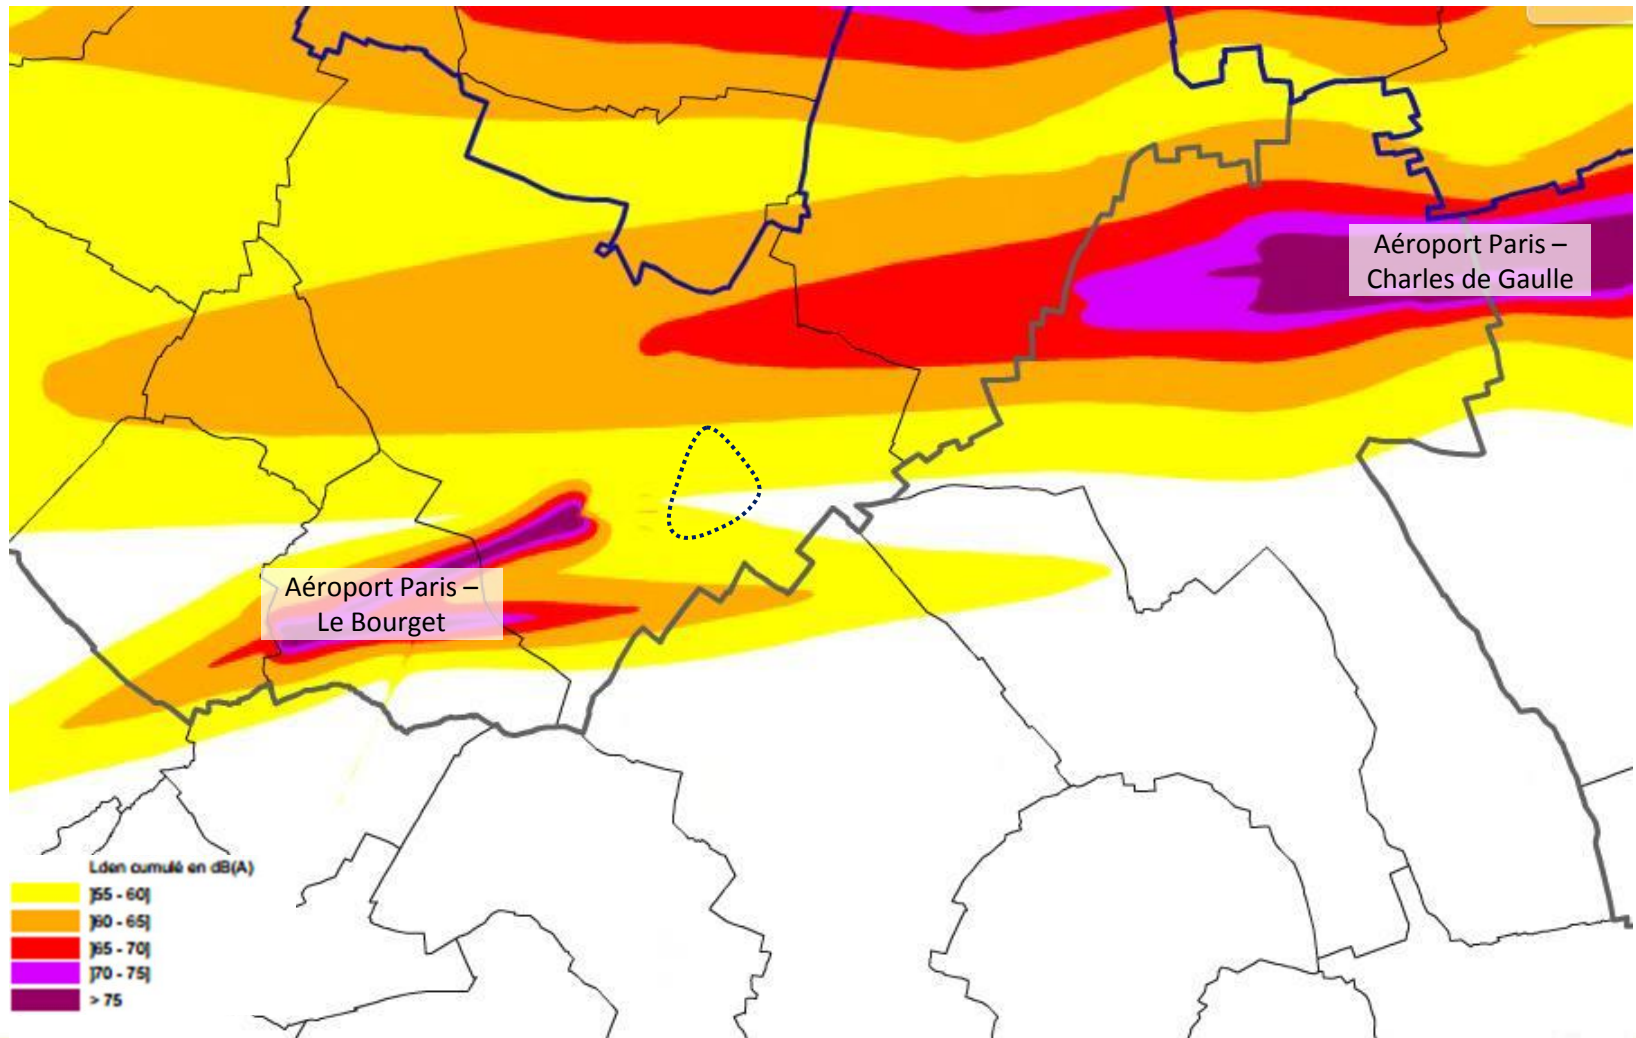 Aéroport Paris –
Charles de Gaulle
Aéroport Paris –
Le Bourget
Lden cumulé en dB(A)
]55 - 60]
]60 - 65]
]65 - 70]
]70 - 75]
> 75